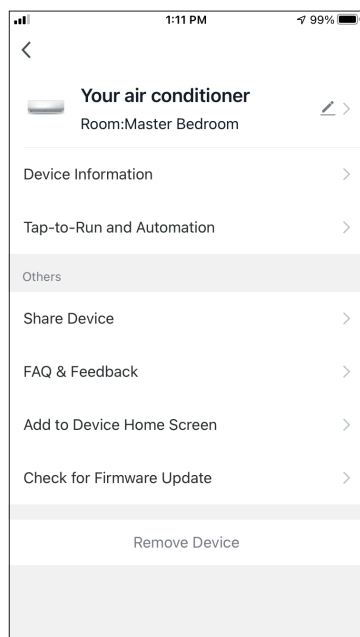 1:11 PM 99%
Your air conditioner
Room:Master Bedroom
Device Information
Tap-to-Run and Automation
Others
Share Device
FAQ & Feedback
Add to Device Home Screen
Check for Firmware Update
Remove Device